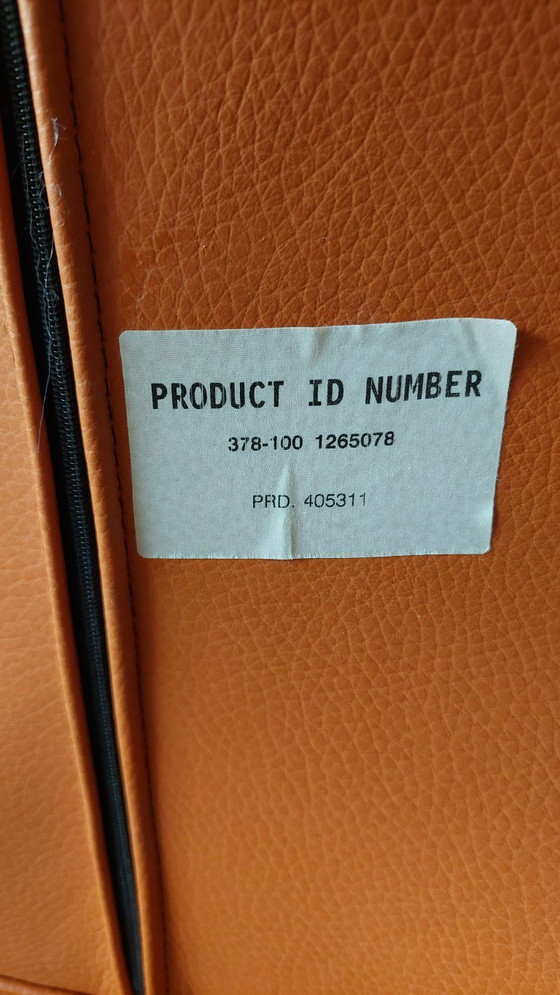 PRODUCT ID NUMBER
378-100 1265078
PRD. 405311